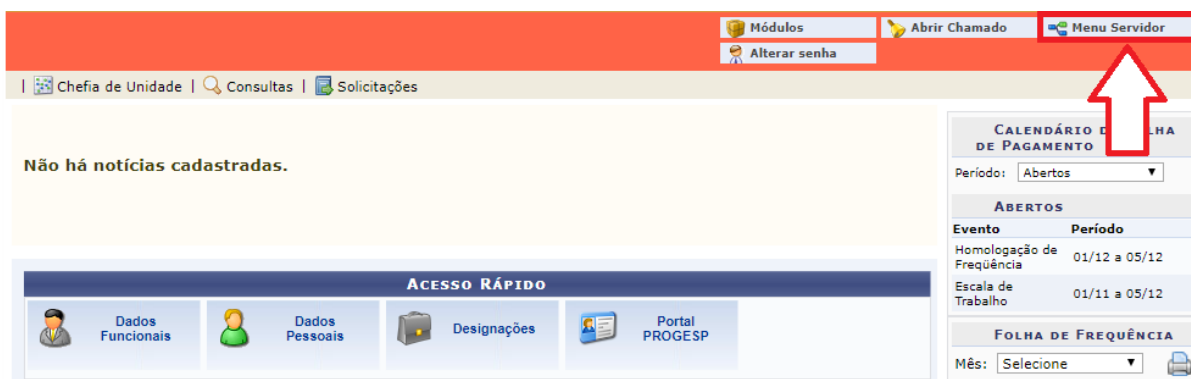 Módulos
Abrir Chamado
Menu Servidor
Alterar senha
| Chefia de Unidade | Consultas | Solicitações
Não há notícias cadastradas.
CALENDÁRIO D LHA
DE PAGAMENTO
Período: Abertos
ABERTOS
Evento Período
Homologação de
Freqüência 01/12 a 05/12
Escala de
Trabalho 01/11 a 05/12
FOLHA DE FREQUÊNCIA
Mês: Selecione
ACESSO RÁPIDO
Dados
Funcionais
Dados
Pessoais
Designações
Portal
PROGESP